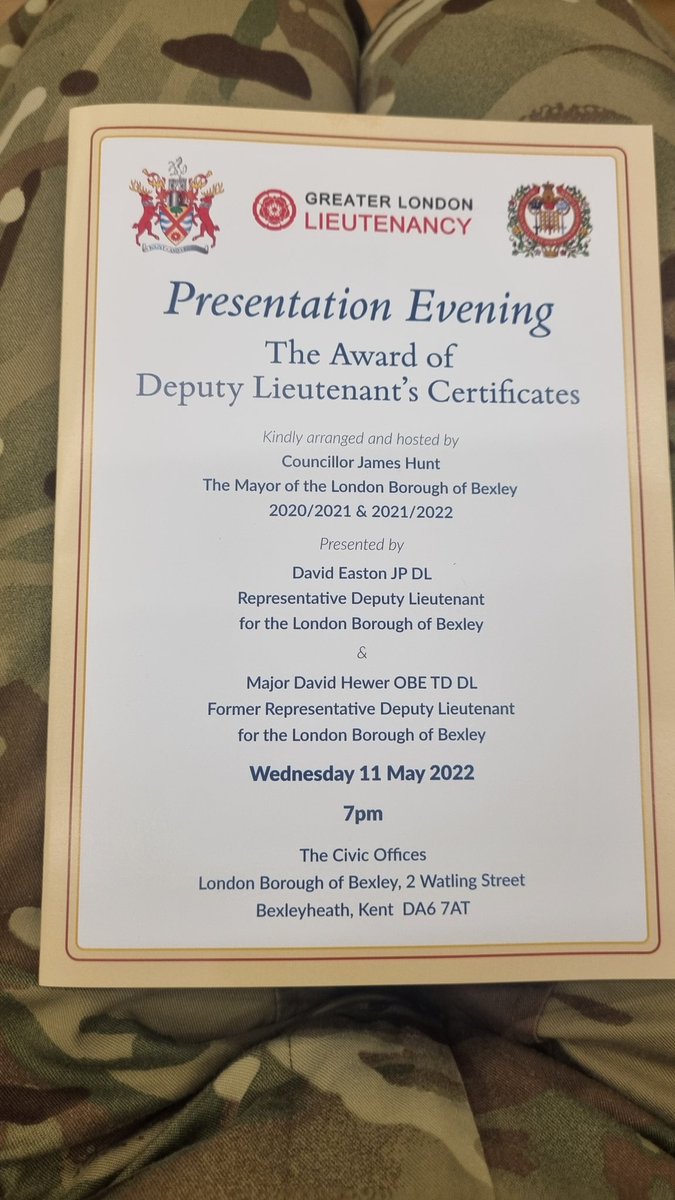 GREATER LONDON
LIEUTENANCY
Presentation Evening
The Award of
Deputy Lieutenant's Certificates
Kindly arranged and hosted by
Councillor James Hunt
The Mayor of the London Borough of Bexley
2020/2021 & 2021/2022
Presented by
David Easton JP DL
Representative Deputy Lieutenant
for the London Borough of Bexley
&
Major David Hewer OBE TD DL
Former Representative Deputy Lieutenant
for the London Borough of Bexley
Wednesday 11 May 2022
7pm
The Civic Offices
London Borough of Bexley, 2 Watling Street
Bexleyheath, Kent DA6 7AT